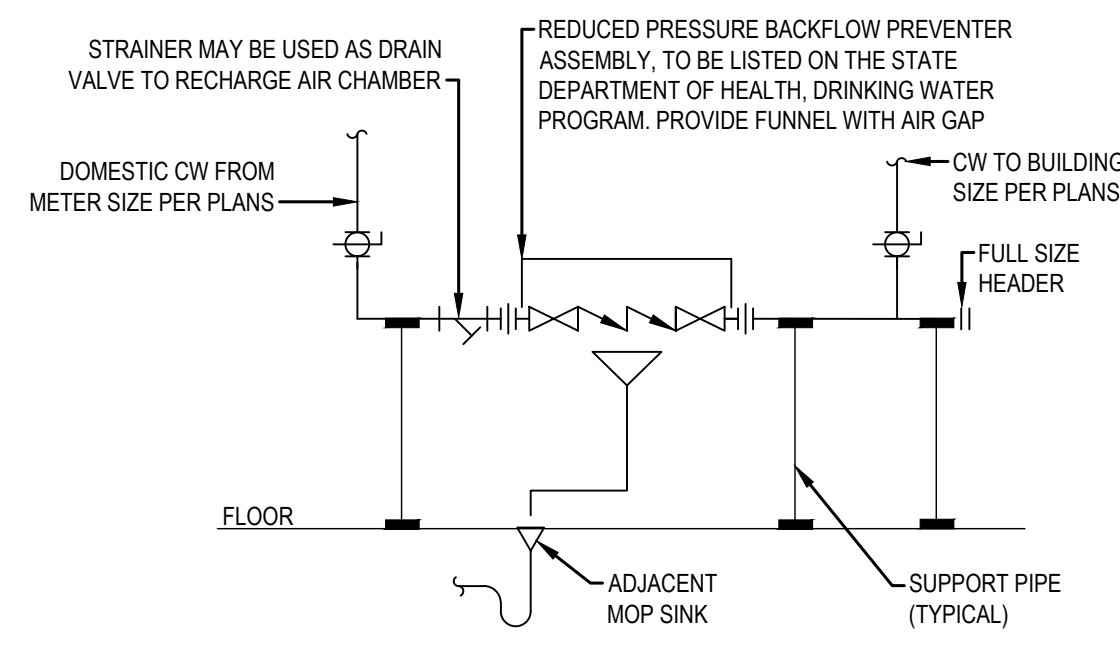 STRAINER MAY BE USED AS DRAIN
VALVE TO RECHARGE AIR CHAMBER
REDUCED PRESSURE BACKFLOW PREVENTER
ASSEMBLY, TO BE LISTED ON THE STATE
DEPARTMENT OF HEALTH, DRINKING WATER
PROGRAM. PROVIDE FUNNEL WITH AIR GAP
DOMESTIC CW FROM
METER SIZE PER PLANS
CW TO BUILDING
SIZE PER PLANS
FULL SIZE
HEADER
FLOOR
ADJACENT
MOP SINK
SUPPORT PIPE
(TYPICAL)